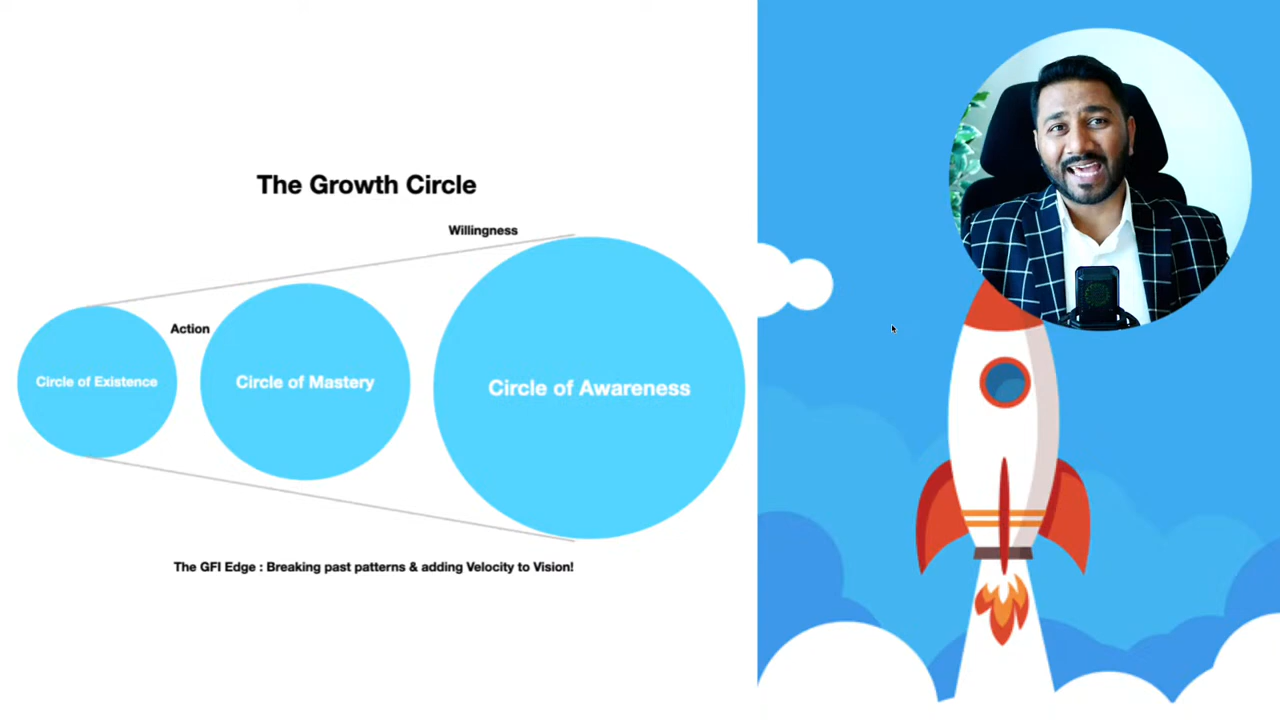 The Growth Circle
Willingness
Action
Circle of Existence
Circle of Mastery
Circle of Awareness
The GFI Edge : Breaking past patterns & adding Velocity to Vision!